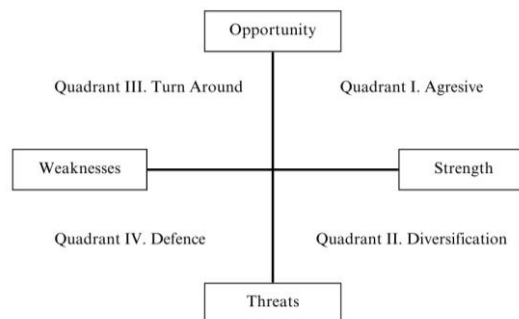 Opportunity
Quadrant III. Turn Around
Quadrant I. Agresive
Weaknesses
Strength
Quadrant IV. Defence
Quadrant II. Diversification
Threats